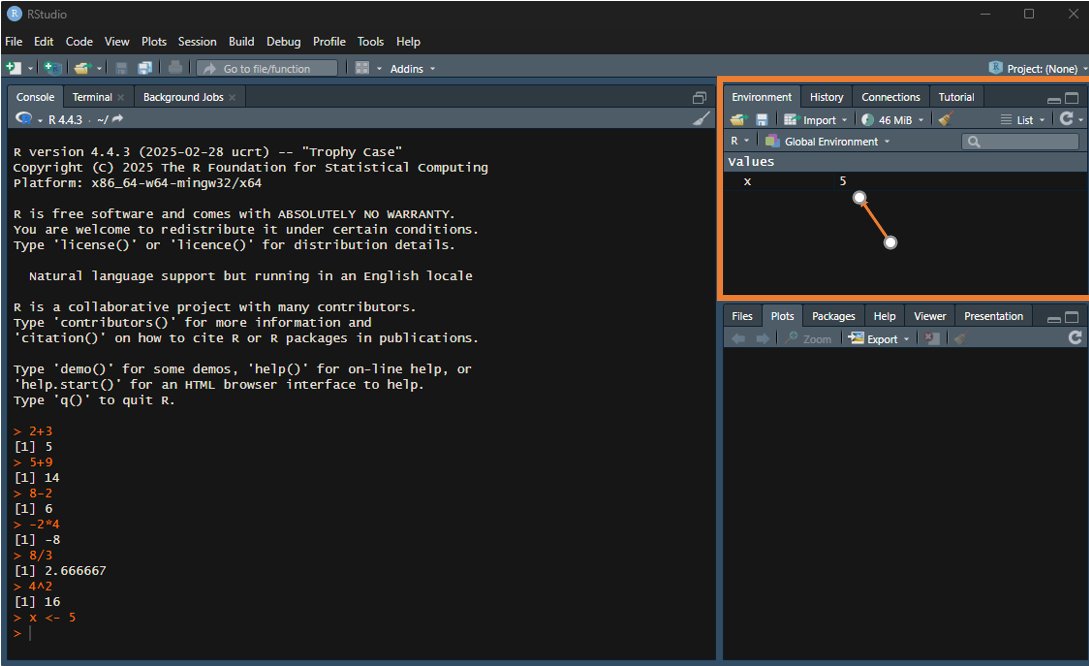 RStudio
File Edit Code View Plots Session Build Debug Profile Tools Help
Go to file/function Addins Project: (None)
Console Terminal Background Jobs
R 4.4.3 · ~/
R version 4.4.3 (2025-02-28 ucrt) -- "Trophy Case"
Copyright (C) 2025 The R Foundation for Statistical Computing
Platform: x86_64-w64-mingw32/x64
R is free software and comes with ABSOLUTELY NO WARRANTY.
You are welcome to redistribute it under certain conditions.
Type 'license()' or 'licence()' for distribution details.
Natural language support but running in an English locale
R is a collaborative project with many contributors.
Type 'contributors()' for more information and
'citation()' on how to cite R or R packages in publications.
Type 'demo()' for some demos, 'help()' for on-line help, or
'help.start()' for an HTML browser interface to help.
Type 'q()' to quit R.
> 2+3
[1] 5
> 5+9
[1] 14
> 8-2
[1] 6
> -2*4
[1] -8
> 8/3
[1] 2.666667
> 4^2
[1] 16
> x <- 5
>
Environment History Connections Tutorial
Import 46 MiB List
R Global Environment
Values
x 5
Files Plots Packages Help Viewer Presentation
Zoom Export